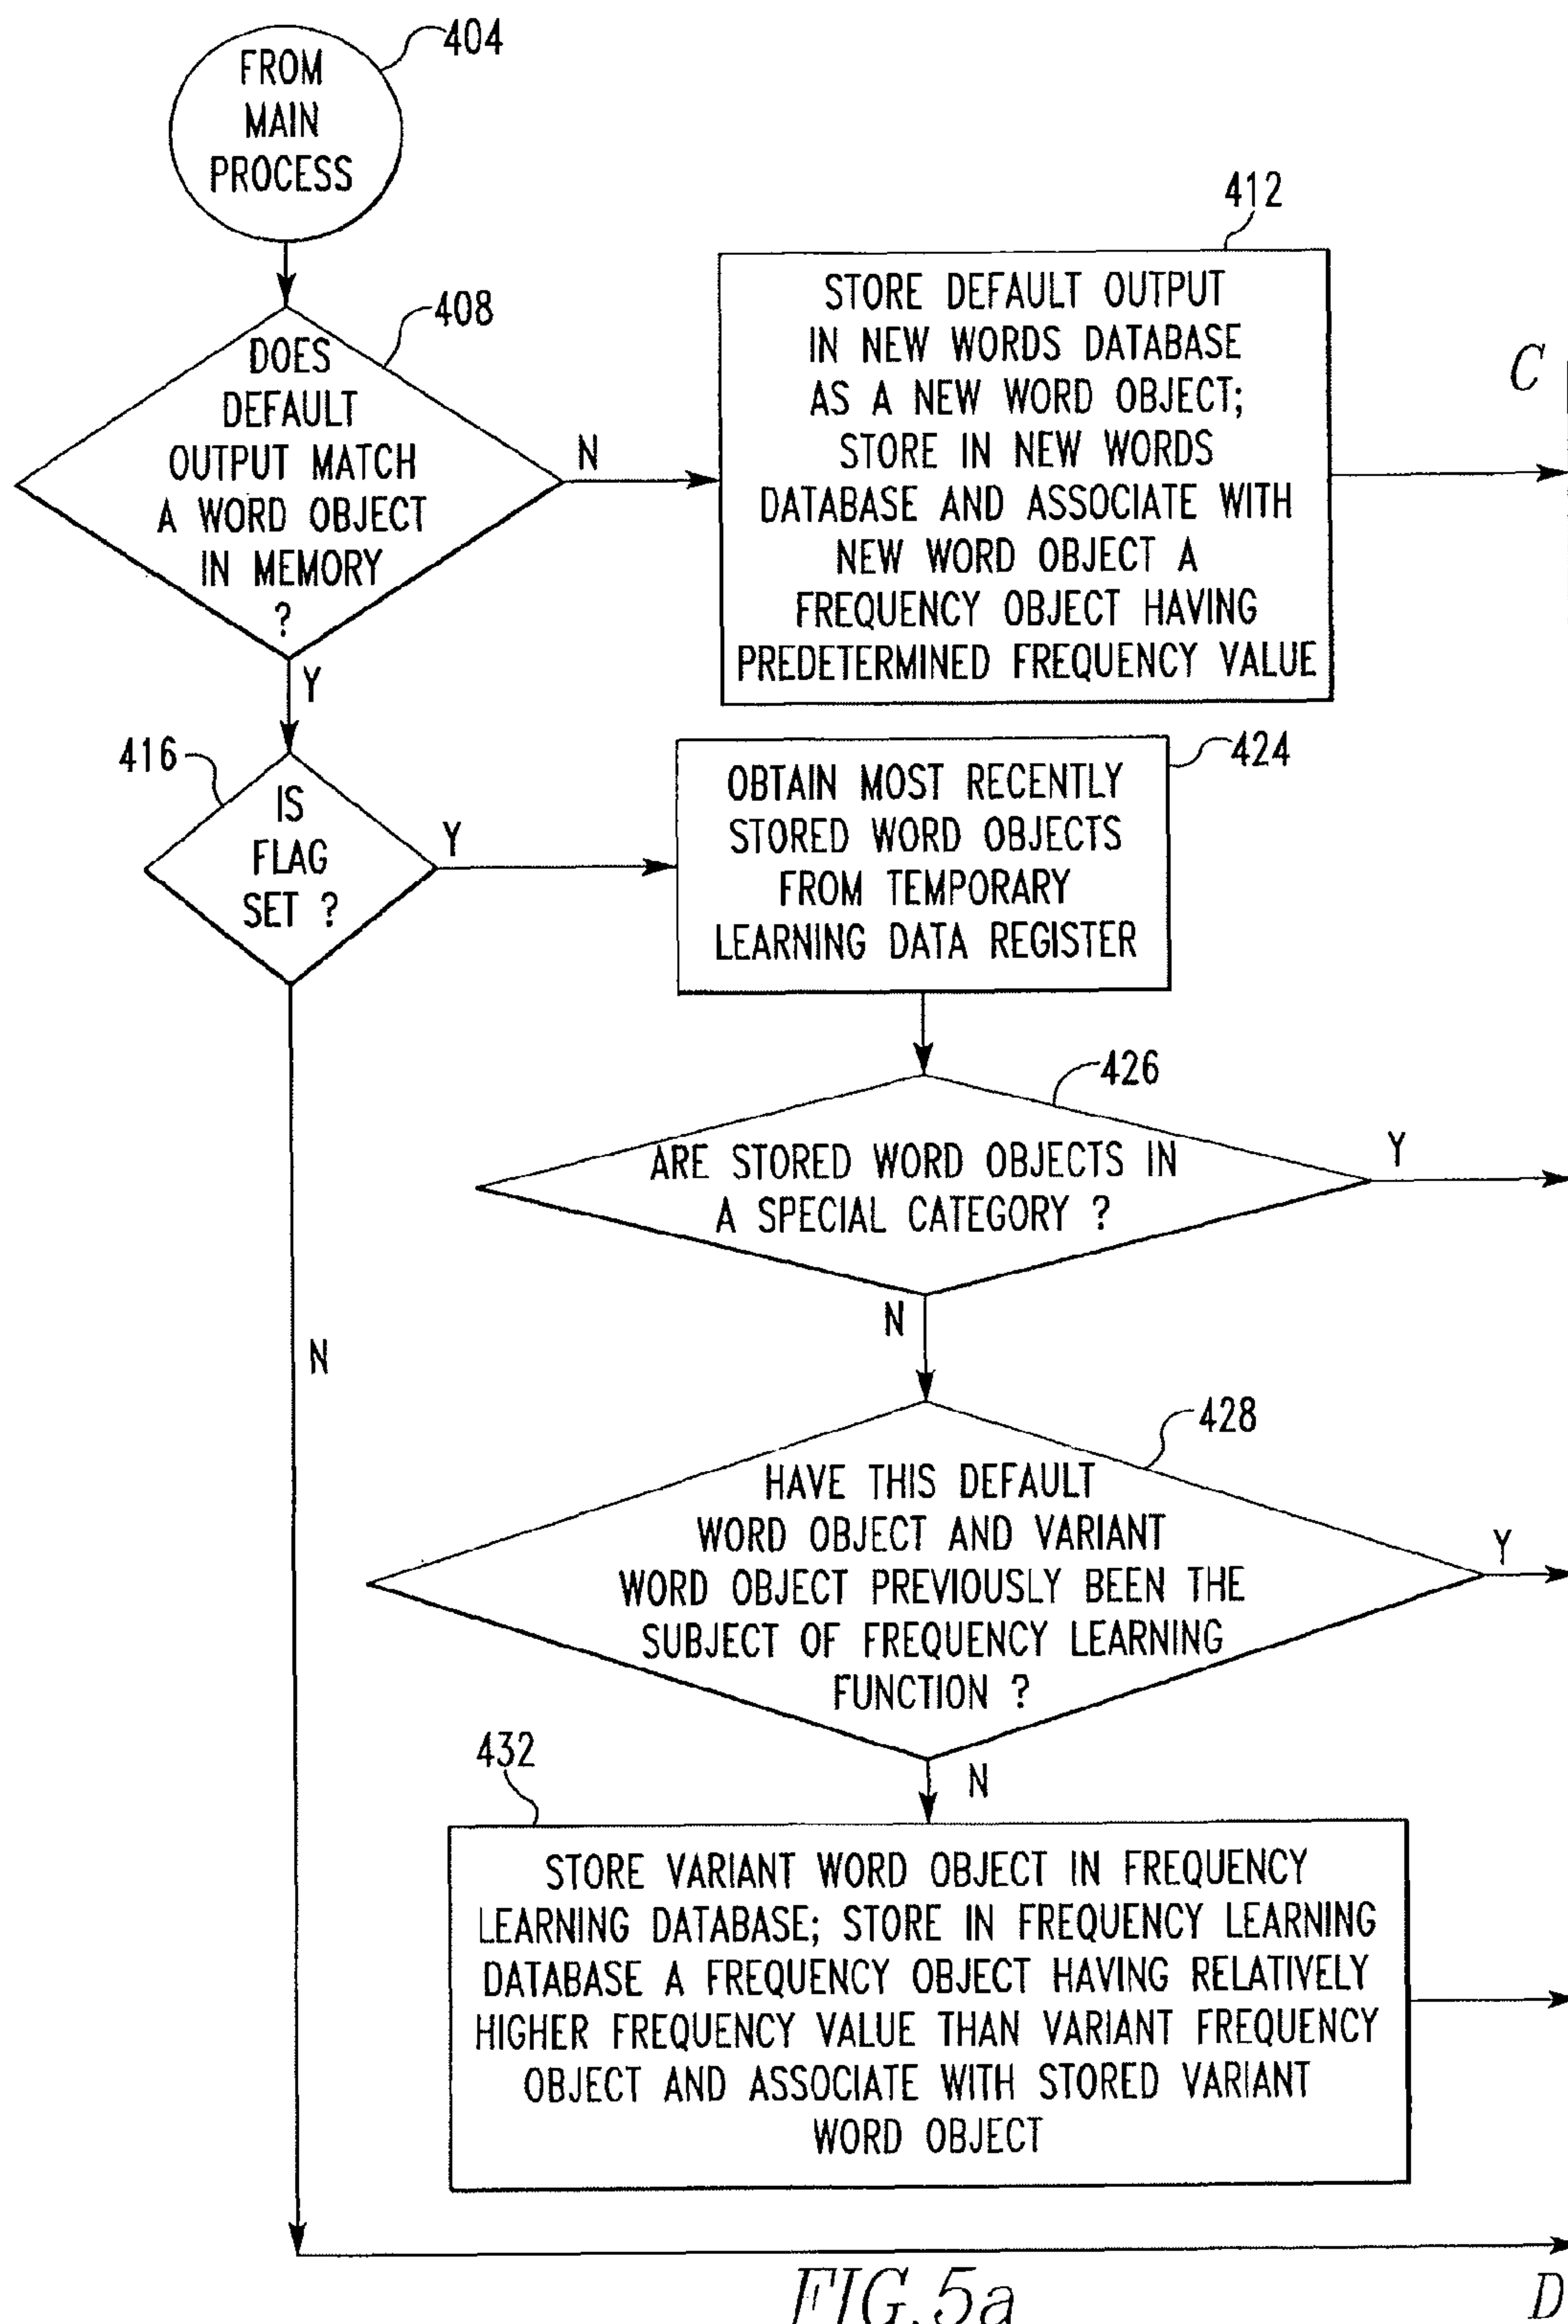 404
FROM
MAIN
PROCESS
408
DOES
DEFAULT
OUTPUT MATCH
A WORD OBJECT
IN MEMORY
?
N
Y
412
STORE DEFAULT OUTPUT
IN NEW WORDS DATABASE
AS A NEW WORD OBJECT;
STORE IN NEW WORDS
DATABASE AND ASSOCIATE WITH
NEW WORD OBJECT A
FREQUENCY OBJECT HAVING
PREDETERMINED FREQUENCY VALUE
C
416
IS
FLAG
SET ?
Y
N
424
OBTAIN MOST RECENTLY
STORED WORD OBJECTS
FROM TEMPORARY
LEARNING DATA REGISTER
426
ARE STORED WORD OBJECTS IN
A SPECIAL CATEGORY ?
Y
N
428
HAVE THIS DEFAULT
WORD OBJECT AND VARIANT
WORD OBJECT PREVIOUSLY BEEN THE
SUBJECT OF FREQUENCY LEARNING
FUNCTION ?
Y
N
432
STORE VARIANT WORD OBJECT IN FREQUENCY
LEARNING DATABASE; STORE IN FREQUENCY LEARNING
DATABASE A FREQUENCY OBJECT HAVING RELATIVELY
HIGHER FREQUENCY VALUE THAN VARIANT FREQUENCY
OBJECT AND ASSOCIATE WITH STORED VARIANT
WORD OBJECT
FIG.5a
D